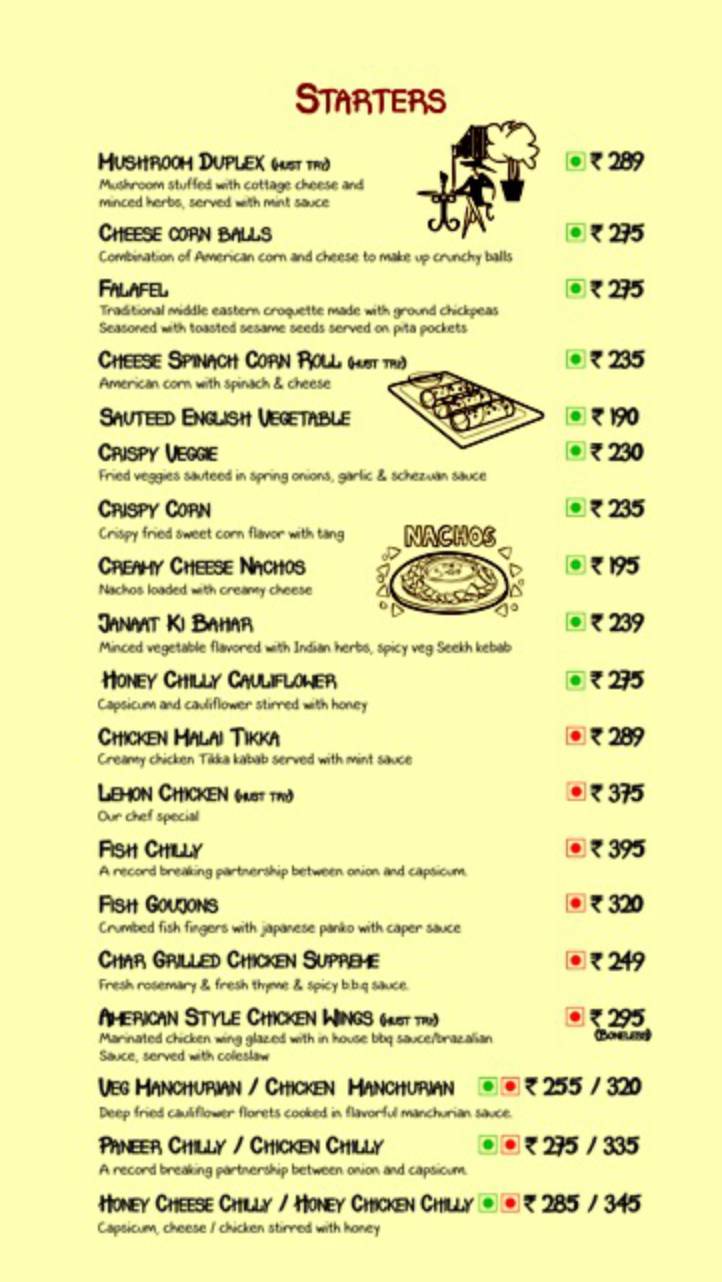 STARTERS
MUSHROOM DUPLEX (MUST TRY) ₹ 289
Mushroom stuffed with cottage cheese and
minced herbs, served with mint sauce
CHEESE CORN BALLS ₹ 275
Combination of American corn and cheese to make up crunchy balls
FALAFEL ₹ 275
Traditional middle eastern croquette made with ground chickpeas
Seasoned with toasted sesame seeds served on pita pockets
CHEESE SPINACH CORN ROLL (MUST TRY) ₹ 235
American corn with spinach & cheese
SAUTEED ENGLISH VEGETABLE ₹ 190
CRISPY VEGGIE ₹ 230
Fried veggies sauteed in spring onions, garlic & schezuan sauce
CRISPY CORN ₹ 235
Crispy fried sweet corn flavor with tang
NACHOS
CREAMY CHEESE NACHOS ₹ 195
Nachos loaded with creamy cheese
JANAAT KI BAHAR ₹ 239
Minced vegetable flavored with Indian herbs, spicy veg Seekh kebab
HONEY CHILLY CAULIFLOWER ₹ 275
Capsicum and cauliflower stirred with honey
CHICKEN MALAI TIKKA ₹ 289
Creamy chicken Tikka kabab served with mint sauce
LEMON CHICKEN (MUST TRY) ₹ 375
Our chef special
FISH CHILLY ₹ 395
A record breaking partnership between onion and capsicum.
FISH GOUJONS ₹ 320
Crumbed fish fingers with japanese panko with caper sauce
CHAR GRILLED CHICKEN SUPREME ₹ 249
Fresh rosemary & fresh thyme & spicy b.b.q sauce.
AMERICAN STYLE CHICKEN WINGS (MUST TRY) ₹ 295
(BONELESS)
Marinated chicken wing glazed with in house bbq sauce/brazalian
Sauce, served with coleslaw
VEG MANCHURIAN / CHICKEN MANCHURIAN ₹ 255 / 320
Deep fried cauliflower florets cooked in flavorful manchurian sauce.
PANEER CHILLY / CHICKEN CHILLY ₹ 275 / 335
A record breaking partnership between onion and capsicum.
HONEY CHEESE CHILLY / HONEY CHICKEN CHILLY ₹ 285 / 345
Capsicum, cheese / chicken stirred with honey